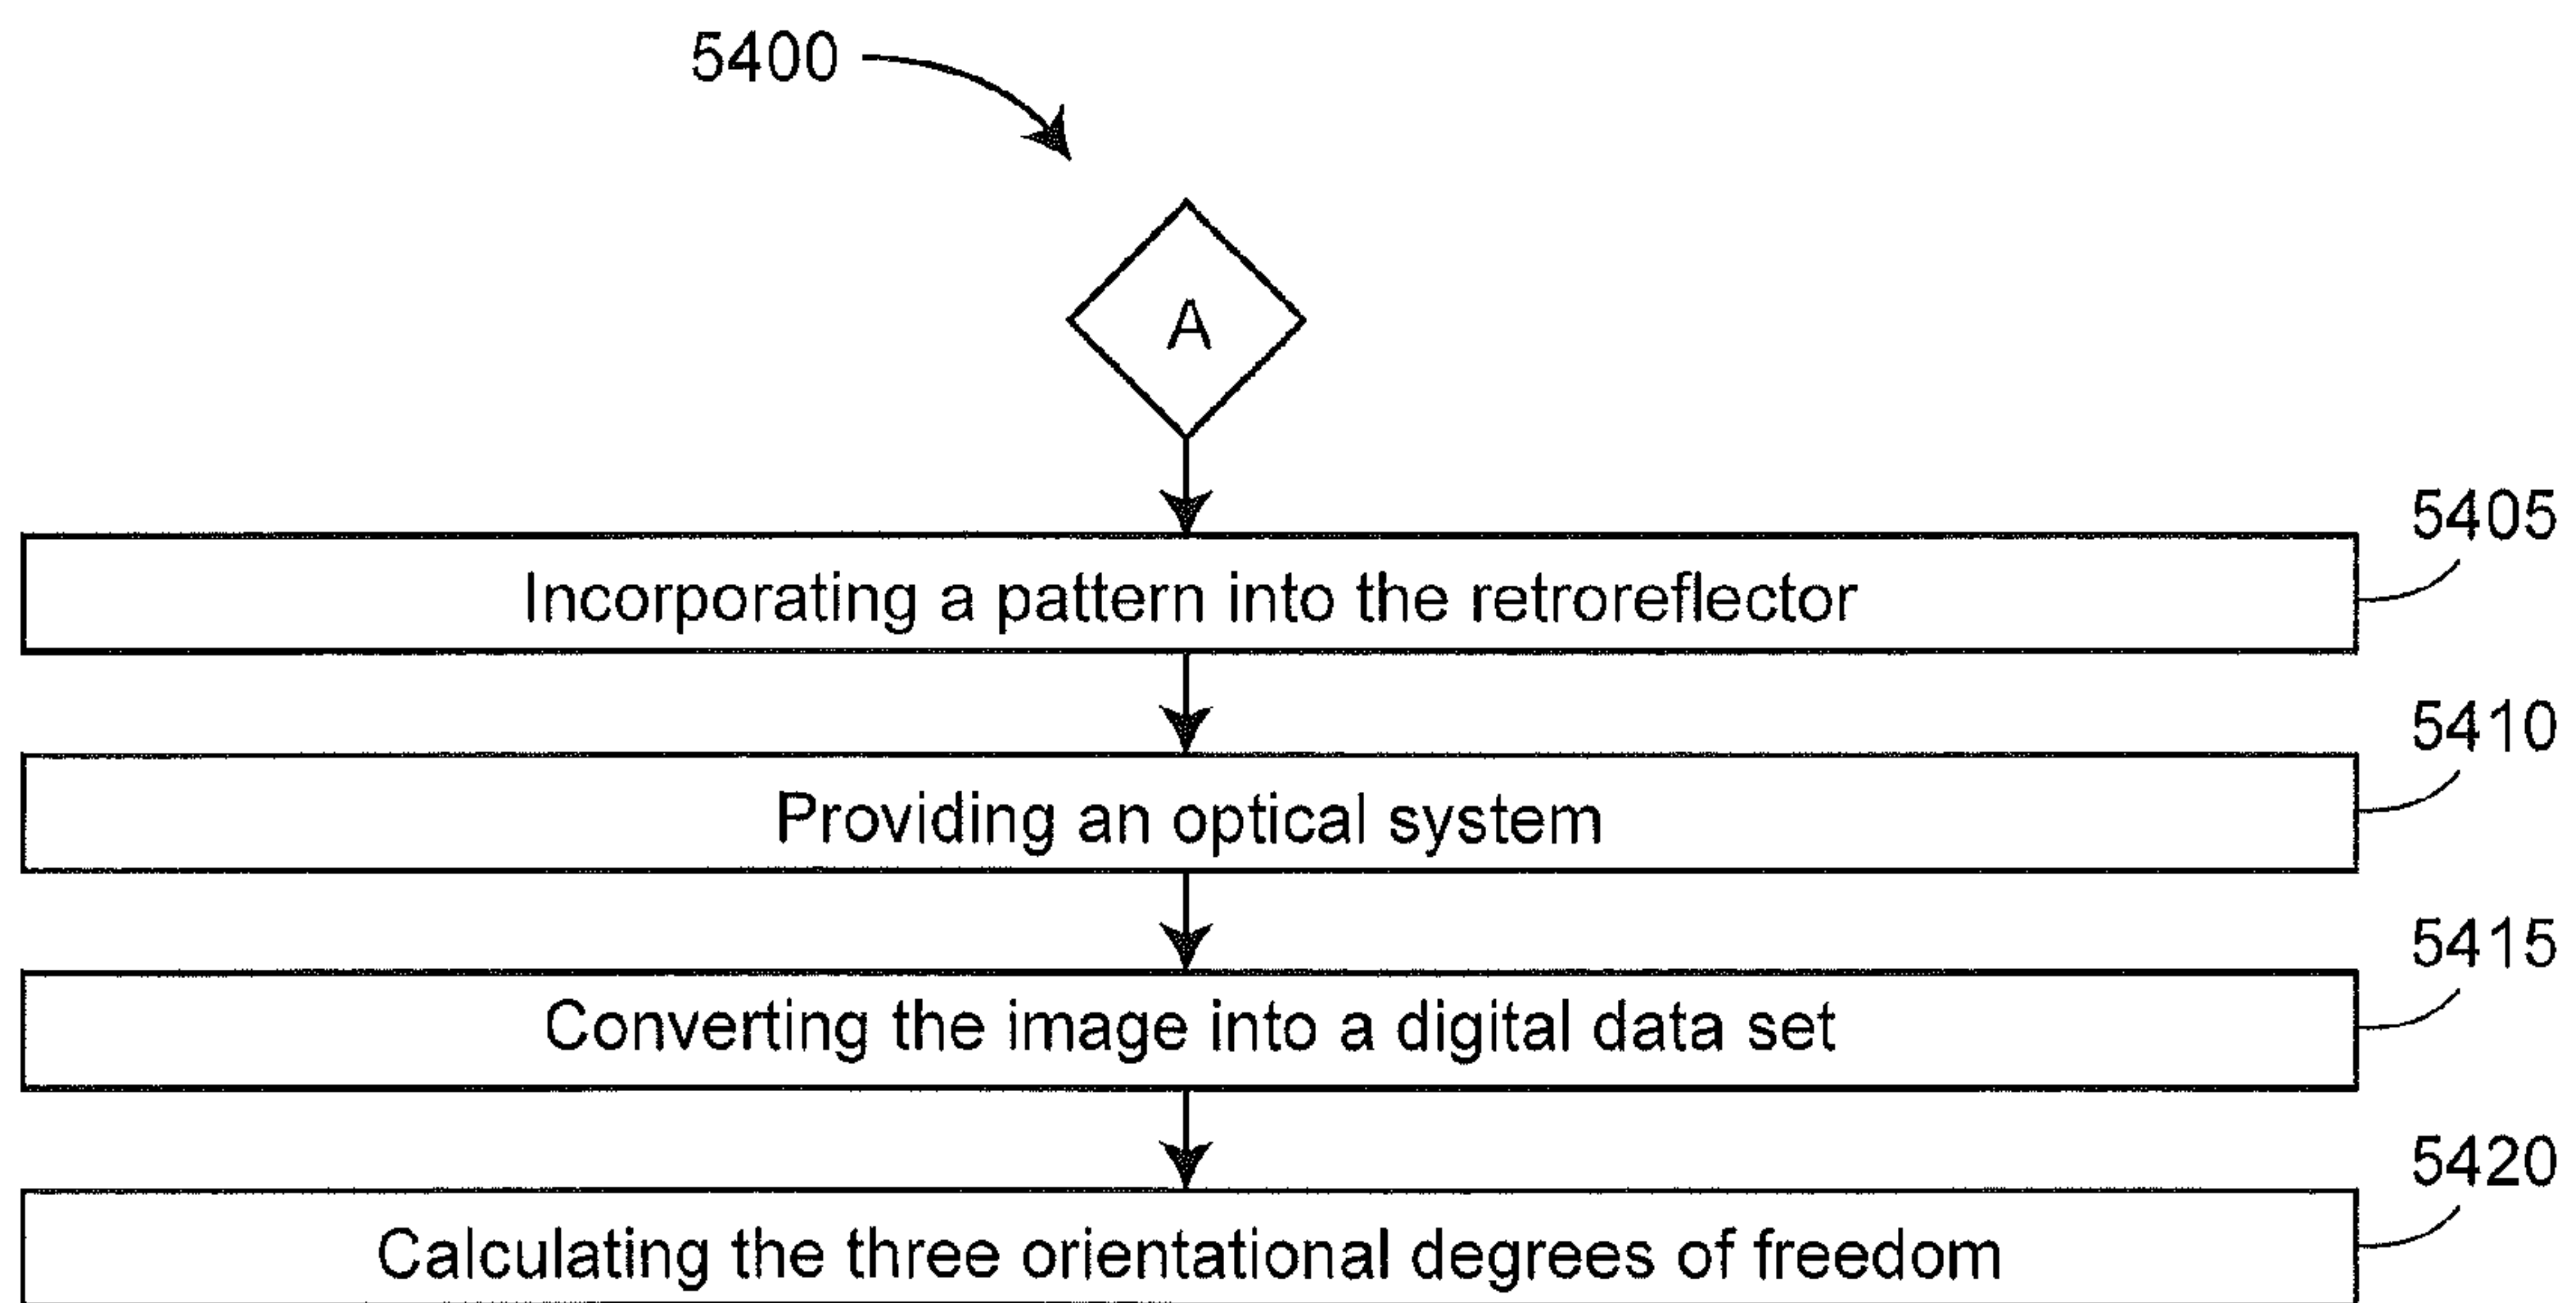 5400
A
5405
Incorporating a pattern into the retroreflector
5410
Providing an optical system
5415
Converting the image into a digital data set
5420
Calculating the three orientational degrees of freedom